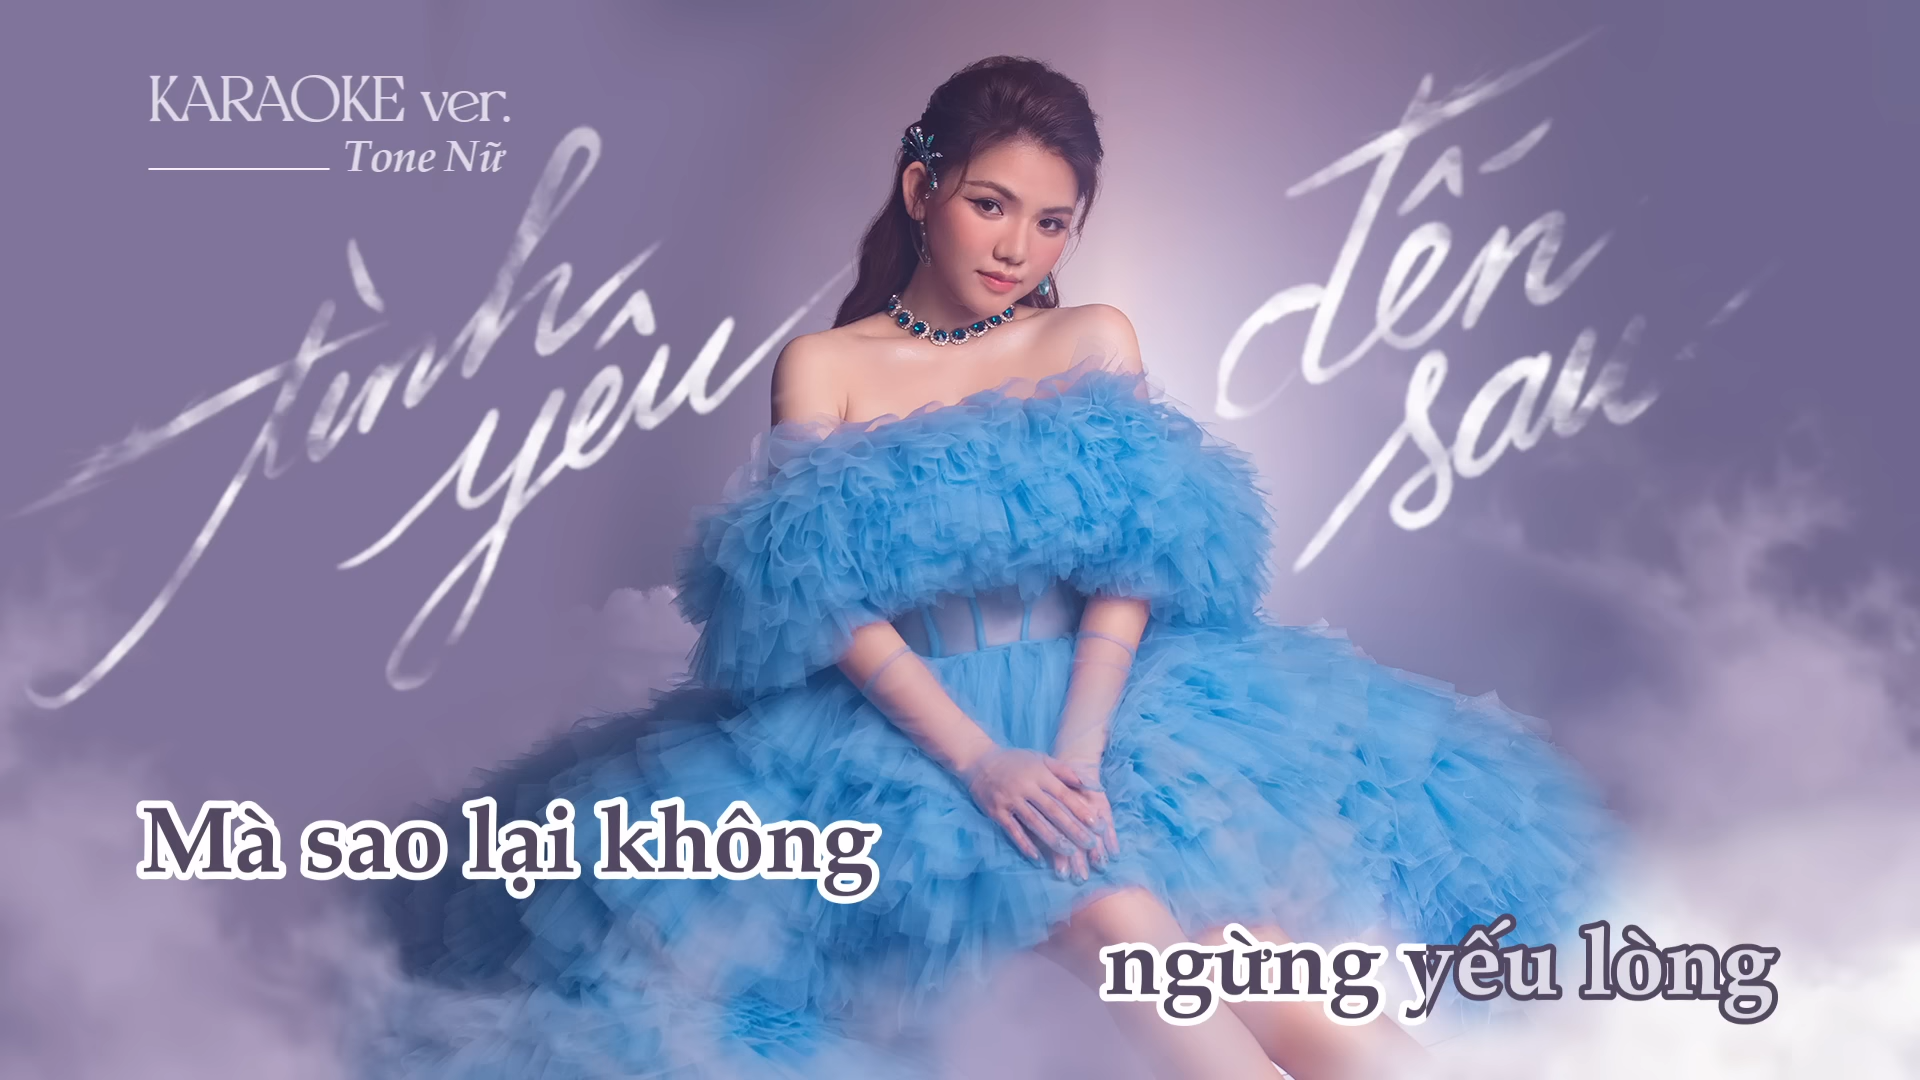 KARAOKE ver.
Tone Nữ
Tình
yêu
đến
sau
Mà sao lại không
ngừng yếu lòng